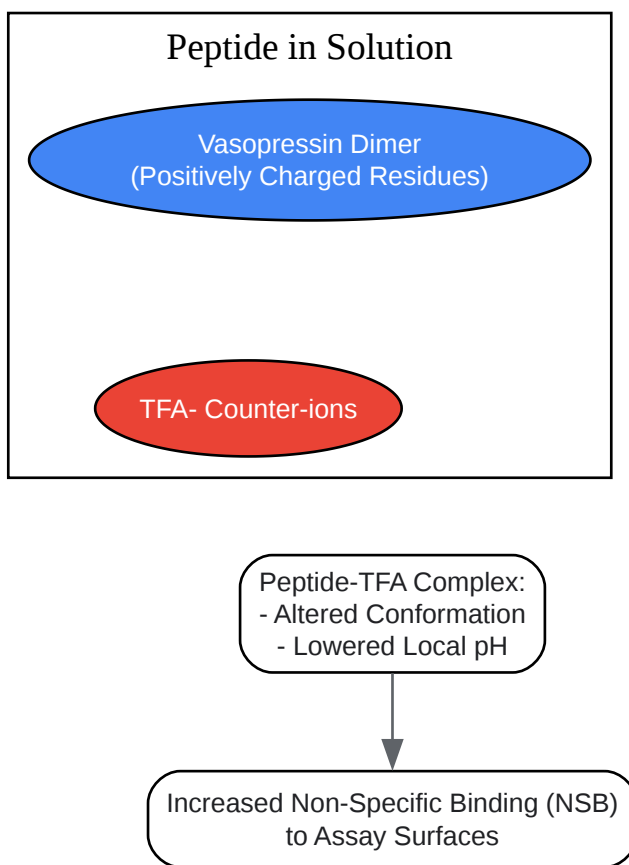 Peptide in Solution
Vasopressin Dimer
(Positively Charged Residues)
TFA- Counter-ions
Peptide-TFA Complex:
- Altered Conformation
- Lowered Local pH
Increased Non-Specific Binding (NSB)
to Assay Surfaces